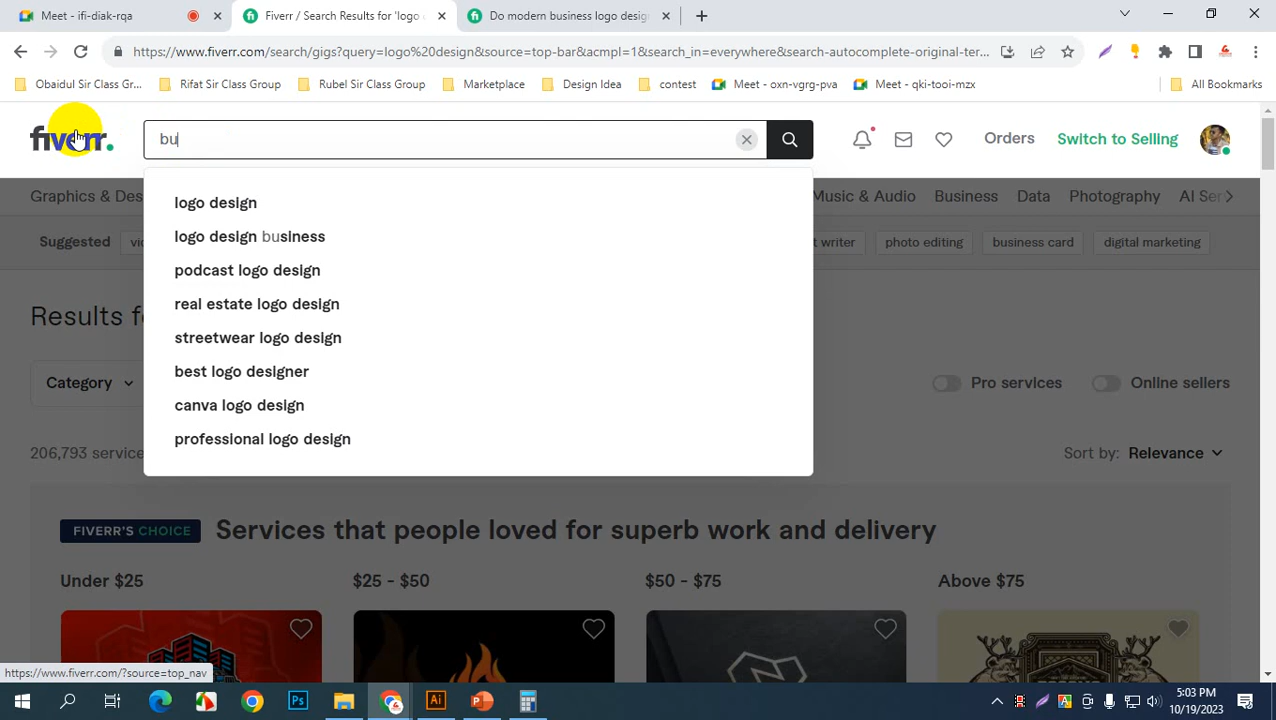 Meet - ifi-diak-rqa
Fiverr / Search Results for 'logo
Do modern business logo desig
https://www.fiverr.com/search/gigs?query=logo%20design&source=top-bar&acmpl=1&search_in=everywhere&search-autocomplete-original-ter...
Obaidul Sir Class Gr...
Rifat Sir Class Group
Rubel Sir Class Group
Marketplace
Design Idea
contest
Meet - oxn-vgrg-pva
Meet - qki-tooi-mzx
All Bookmarks
fiverr.
bu
Orders
Switch to Selling
Graphics & Des
Music & Audio
Business
Data
Photography
AI Ser
logo design
logo design business
podcast logo design
real estate logo design
streetwear logo design
best logo designer
canva logo design
professional logo design
Suggested
vid
t writer
photo editing
business card
digital marketing
Results fo
Category
Pro services
Online sellers
206,793 service
Sort by: Relevance
FIVERR'S CHOICE
Services that people loved for superb work and delivery
Under $25
$25 - $50
$50 - $75
Above $75
https://www.fiverr.com/?source=top_nav
Ps
Ai
5:03 PM
10/19/2023